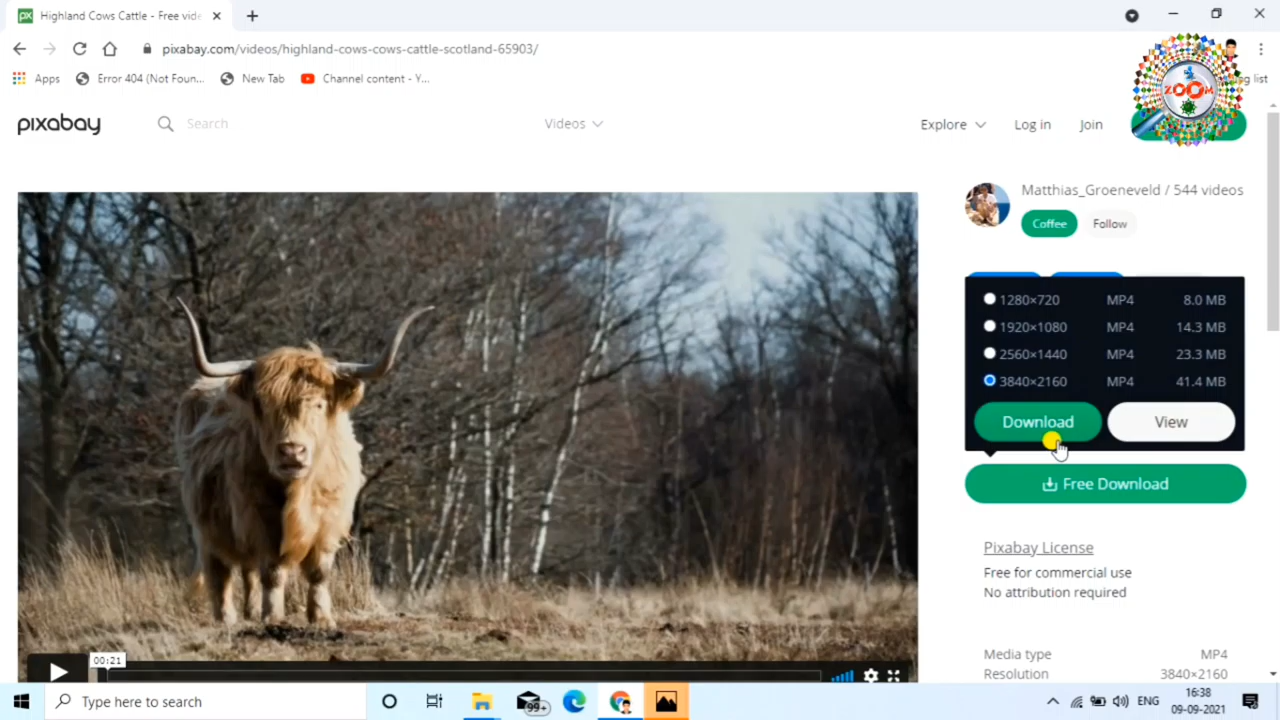 Highland Cows Cattle - Free vide
pixabay.com/videos/highland-cows-cows-cattle-scotland-65903/
Apps
Error 404 (Not Foun...
New Tab
Channel content - Y...
ng list
ZOOM
pixabay
Search
Videos
Explore
Log in
Join
Matthias_Groeneveld / 544 videos
Coffee
Follow
1280×720 MP4 8.0 MB
1920×1080 MP4 14.3 MB
2560×1440 MP4 23.3 MB
3840×2160 MP4 41.4 MB
Download
View
Free Download
Pixabay License
Free for commercial use
No attribution required
Media type MP4
Resolution 3840×2160
00:21
Type here to search
99+
ENG
16:38
09-09-2021